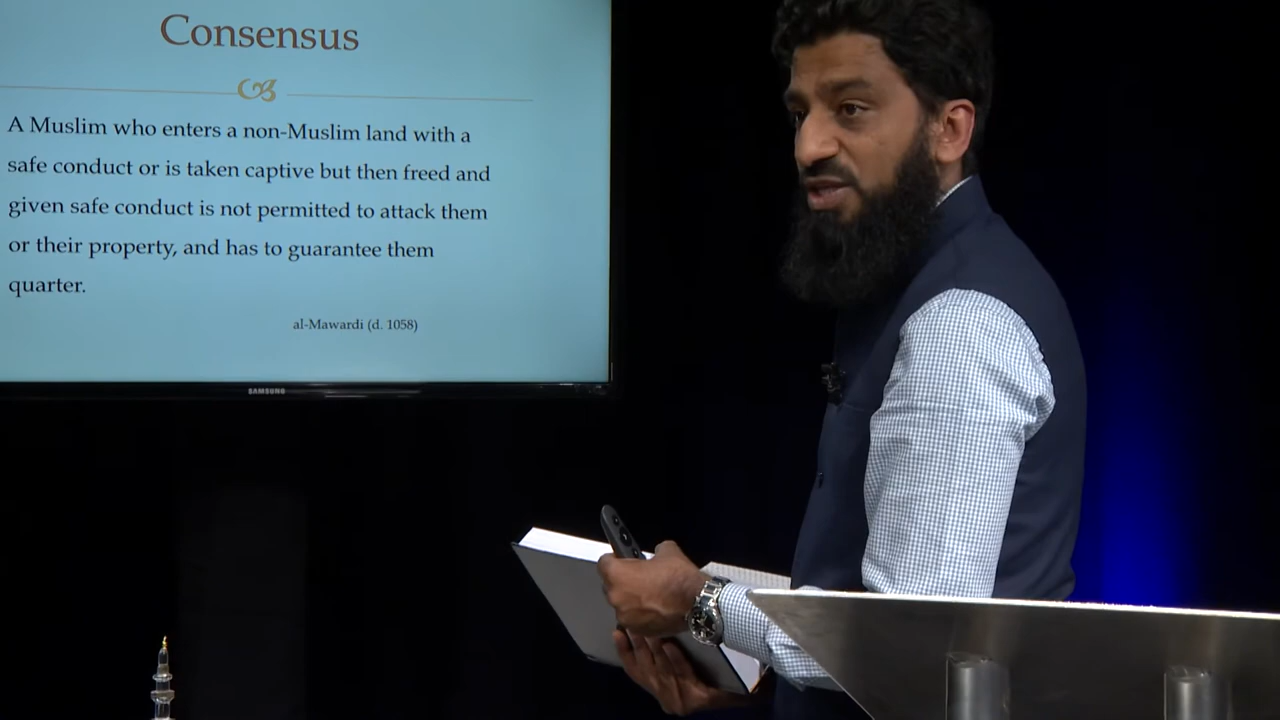 Consensus
A Muslim who enters a non-Muslim land with a
safe conduct or is taken captive but then freed and
given safe conduct is not permitted to attack them
or their property, and has to guarantee them
quarter.
al-Mawardi (d. 1058)
SAMSUNG